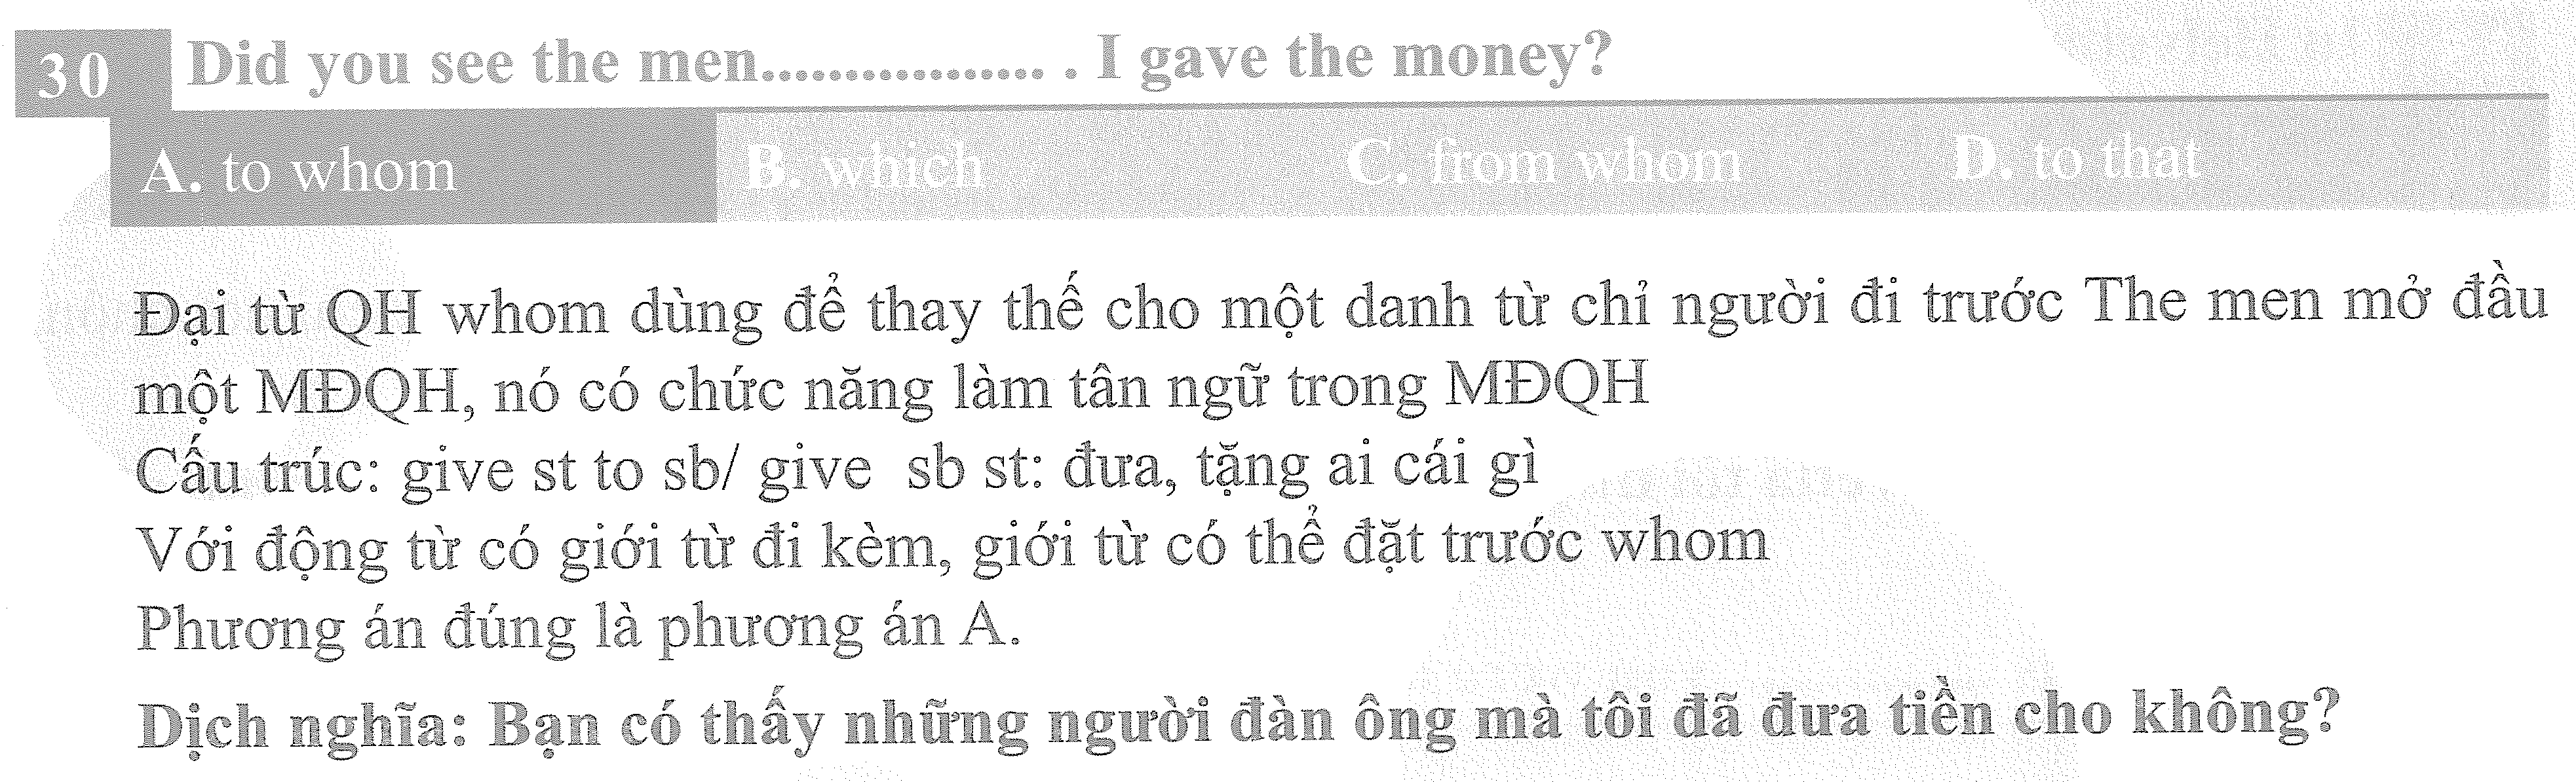 30 Did you see the men................ . I gave the money?
A. to whom B. which C. from whom D. to that
Đại từ QH whom dùng để thay thế cho một danh từ chỉ người đi trước The men mở đầu
một MĐQH, nó có chức năng làm tân ngữ trong MĐQH
Cấu trúc: give st to sb/ give sb st: đưa, tặng ai cái gì
Với động từ có giới từ đi kèm, giới từ có thể đặt trước whom
Phương án đúng là phương án A.
Dịch nghĩa: Bạn có thấy những người đàn ông mà tôi đã đưa tiền cho không?